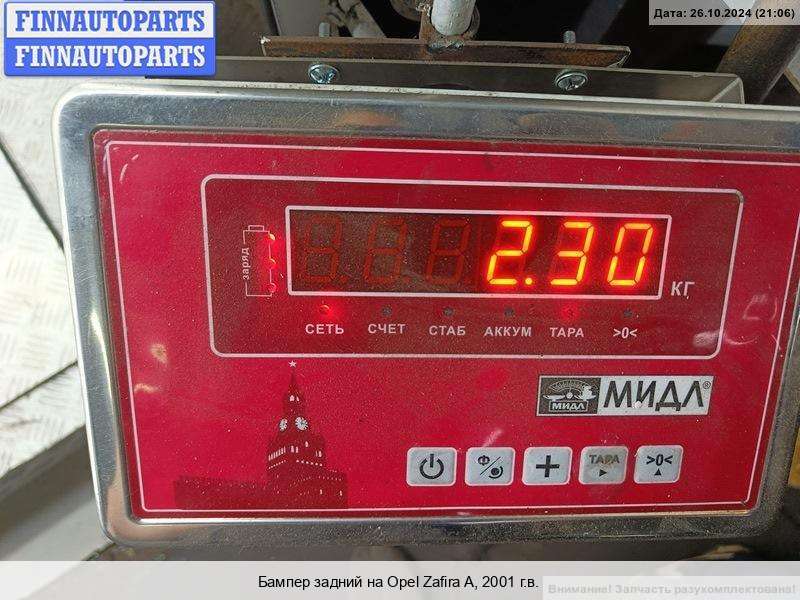 FINNAUTOPARTS
FINNAUTOPARTS
Дата: 26.10.2024 (21:06)
заряд
2.30
кг
СЕТЬ СЧЕТ СТАБ АККУМ ТАРА >0<
МИДЛ
МИДЛ®
Ф/
+
ТАРА
>0<
Бампер задний на Opel Zafira A, 2001 г.в.
Внимание! Запчасть разукомплектована!